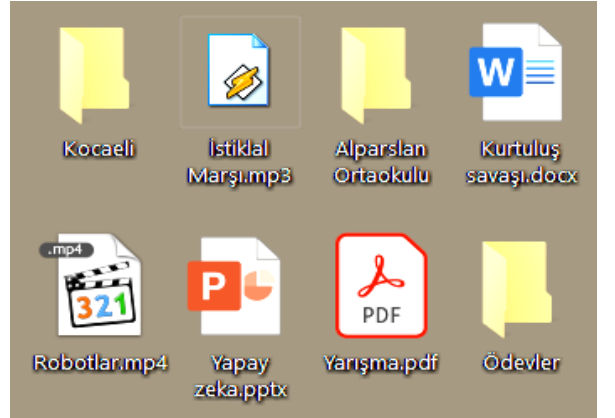 Kocaeli
İstiklal
Marşı.mp3
Alparslan
Ortaokulu
W
Kurtuluş
savaşı.docx
.mp4
321
Robotlar.mp4
P
Yapay
zeka.pptx
PDF
Yarışma.pdf
Ödevler